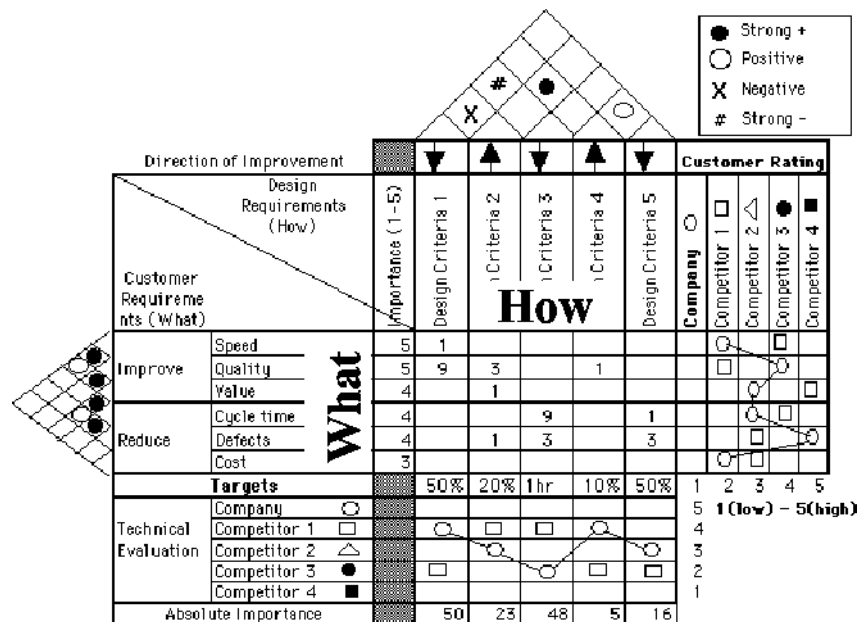 ● Strong +
○ Positive
X Negative
# Strong -
Direction of Improvement
Customer Rating
Design
Requirements
(How)
Customer
Requireme
nts (What)
Importance (1-5)
Design Criteria 1
n Criteria 2
n Criteria 3
n Criteria 4
Design Criteria 5
Company
Competitor 1
Competitor 2
Competitor 3
Competitor 4
How
What
Improve
Speed 5 1
Quality 5 9 3 1
Value 4 1
Reduce
Cycle time 4 9 1
Defects 4 1 3 3
Cost 3
Targets 50% 20% 1hr 10% 50% 1 2 3 4 5
Company 5 1 (low) - 5(high)
Technical
Evaluation
Competitor 1 4
Competitor 2 3
Competitor 3 2
Competitor 4 1
Absolute Importance 50 23 48 5 16